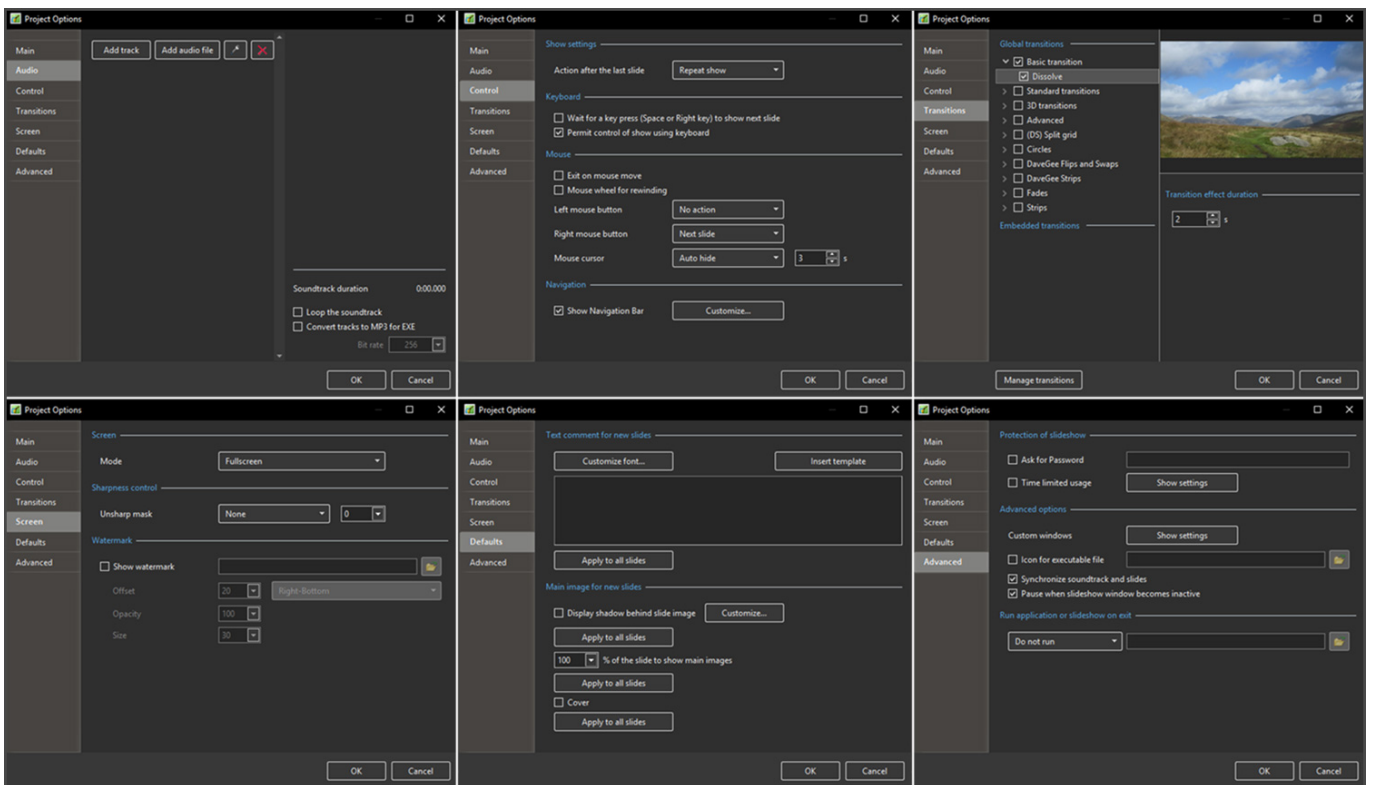 Project Options
Main
Audio
Control
Transitions
Screen
Defaults
Advanced
Add track
Add audio file
Soundtrack duration 0:00.000
Loop the soundtrack
Convert tracks to MP3 for EXE
Bit rate 256
OK Cancel
Project Options
Main
Audio
Control
Transitions
Screen
Defaults
Advanced
Show settings
Action after the last slide Repeat show
Keyboard
Wait for a key press (Space or Right key) to show next slide
Permit control of show using keyboard
Mouse
Exit on mouse move
Mouse wheel for rewinding
Left mouse button No action
Right mouse button Next slide
Mouse cursor Auto hide 3 s
Navigation
Show Navigation Bar Customize...
OK Cancel
Project Options
Main
Audio
Control
Transitions
Screen
Defaults
Advanced
Global transitions
Basic transition
Dissolve
Standard transitions
3D transitions
Advanced
(DS) Split grid
Circles
DaveGee Flips and Swaps
DaveGee Strips
Fades
Strips
Embedded transitions
Transition effect duration
2 s
Manage transitions OK Cancel
Project Options
Main
Audio
Control
Transitions
Screen
Defaults
Advanced
Screen
Mode Fullscreen
Sharpness control
Unsharp mask None 0
Watermark
Show watermark
Offset 20 Right-Bottom
Opacity 100
Size 30
OK Cancel
Project Options
Main
Audio
Control
Transitions
Screen
Defaults
Advanced
Text comment for new slides
Customize font... Insert template
Apply to all slides
Main image for new slides
Display shadow behind slide image Customize...
Apply to all slides
100 % of the slide to show main images
Apply to all slides
Cover
Apply to all slides
OK Cancel
Project Options
Main
Audio
Control
Transitions
Screen
Defaults
Advanced
Protection of slideshow
Ask for Password
Time limited usage Show settings
Advanced options
Custom windows Show settings
Icon for executable file
Synchronize soundtrack and slides
Pause when slideshow window becomes inactive
Run application or slideshow on exit
Do not run
OK Cancel